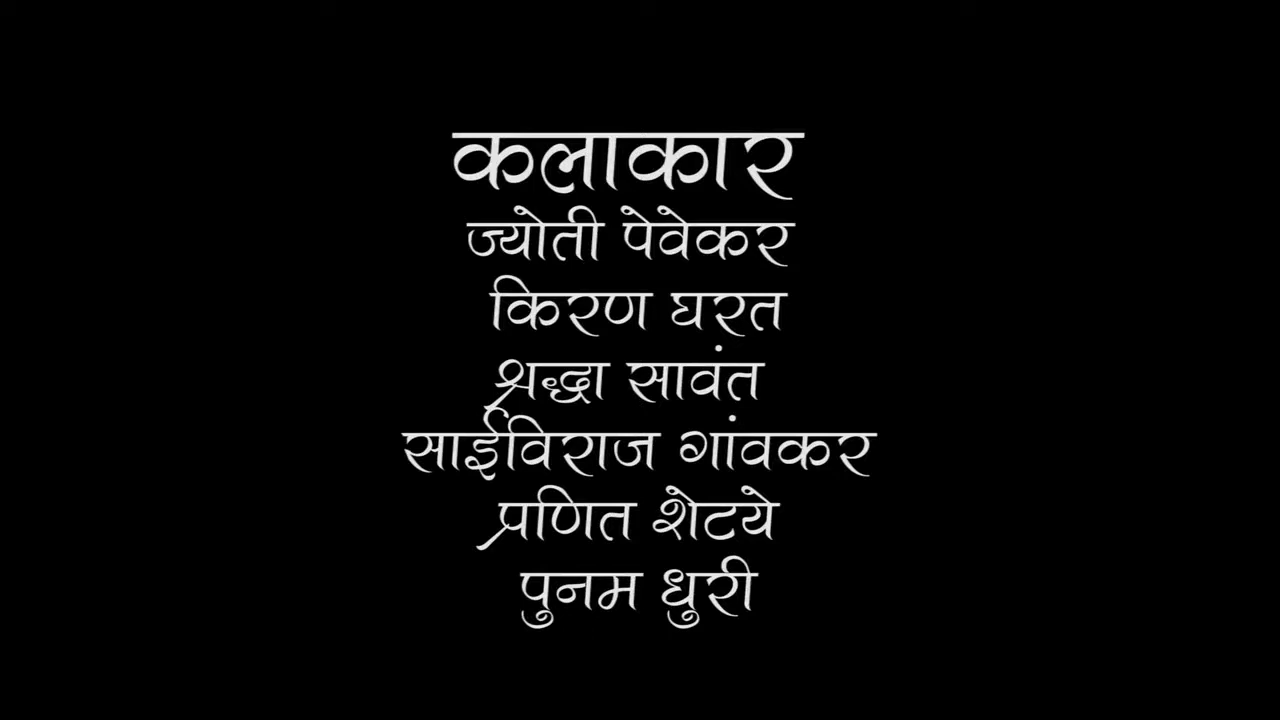 कलाकार
ज्योती पेवेकर
किरण घरत
श्रद्धा सावंत
साईविराज गांवकर
प्रणित शेटये
पुनम धुरी